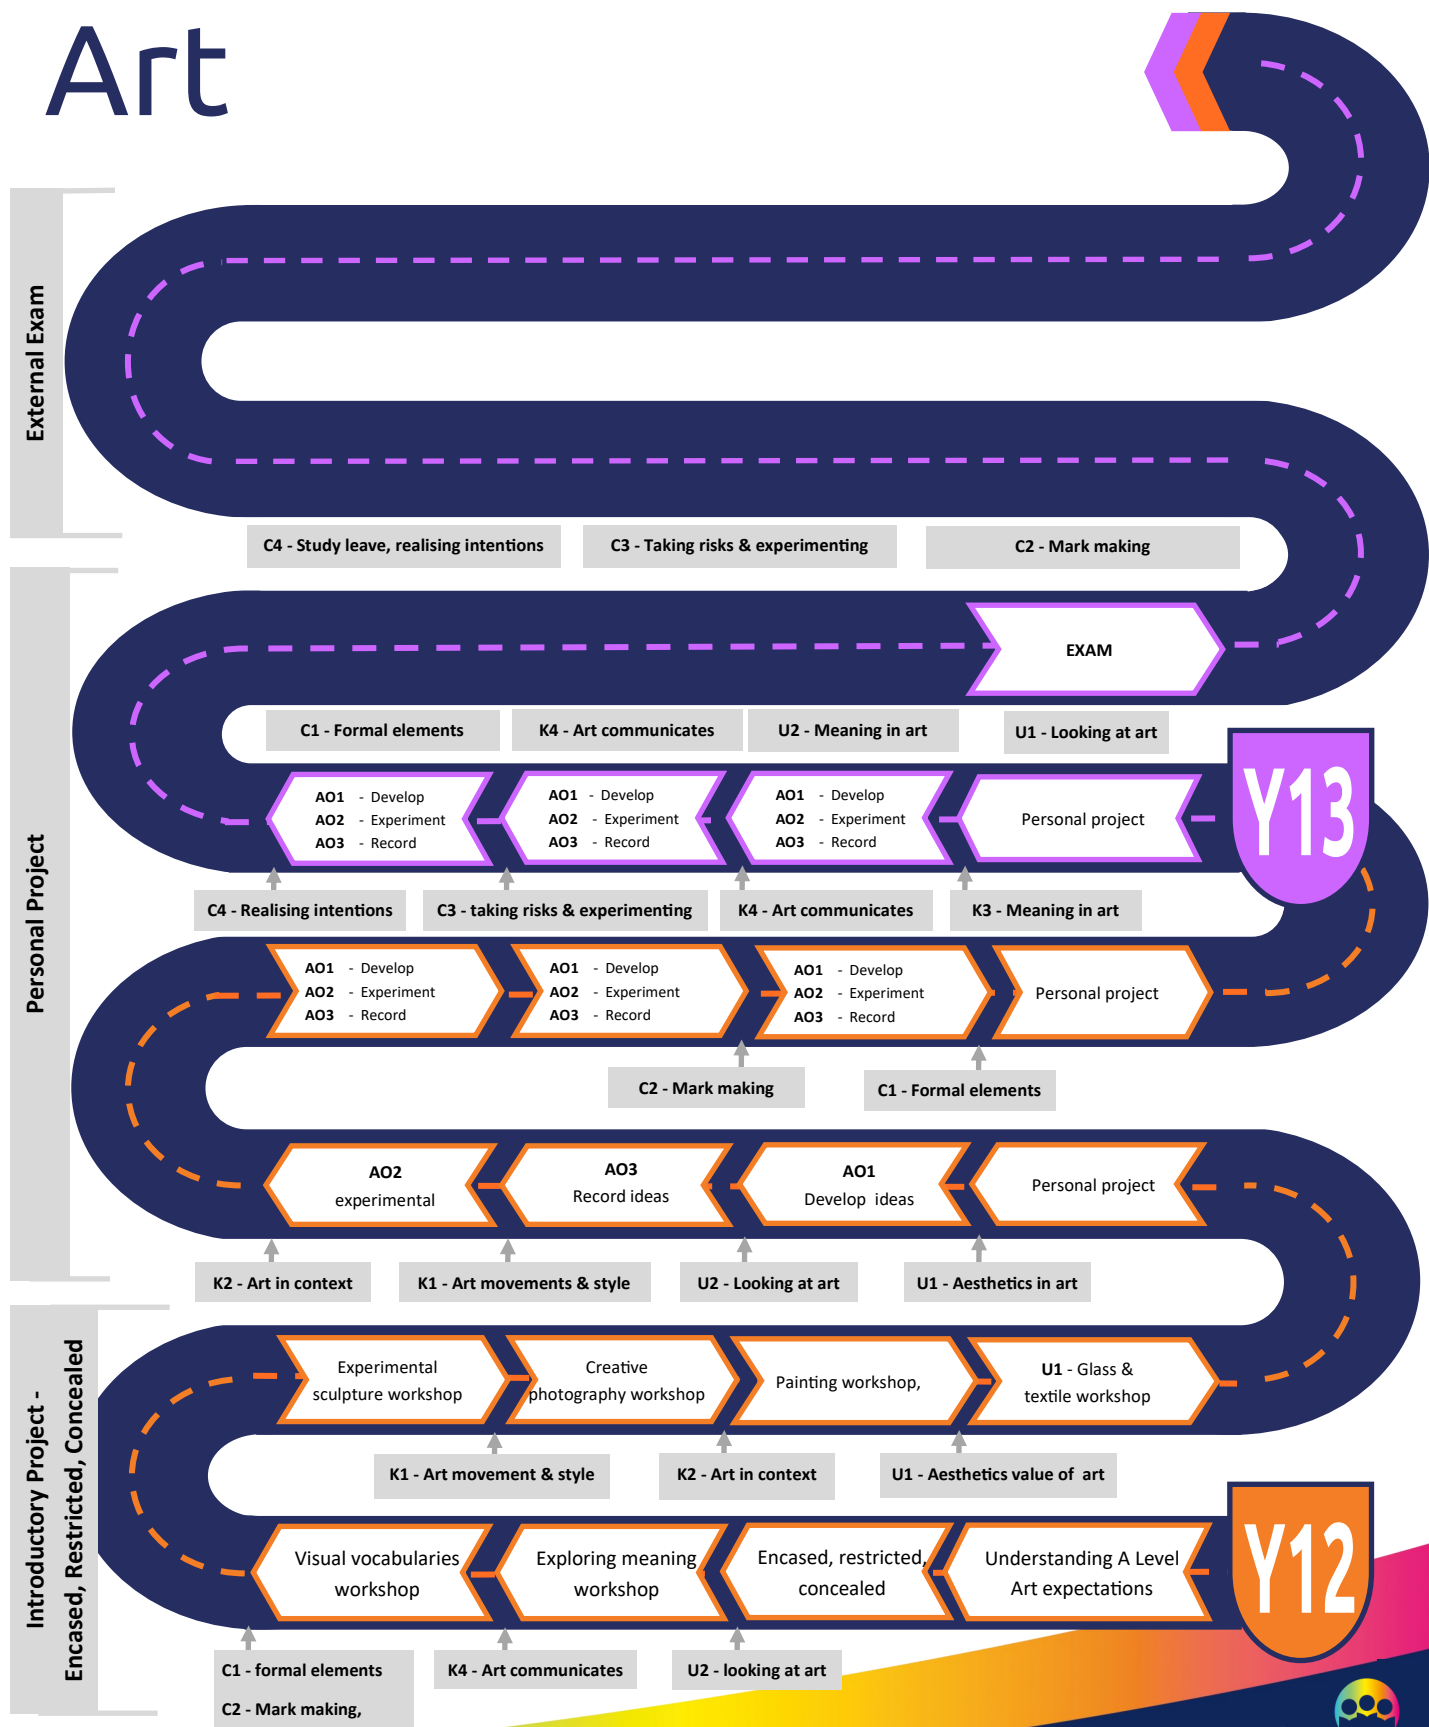 Art
External Exam
C4 - Study leave, realising intentions
C3 - Taking risks & experimenting
C2 - Mark making
EXAM
C1 - Formal elements
K4 - Art communicates
U2 - Meaning in art
U1 - Looking at art
Personal Project
AO1 - Develop
AO2 - Experiment
AO3 - Record
AO1 - Develop
AO2 - Experiment
AO3 - Record
AO1 - Develop
AO2 - Experiment
AO3 - Record
Personal project
Y13
C4 - Realising intentions
C3 - taking risks & experimenting
K4 - Art communicates
K3 - Meaning in art
AO1 - Develop
AO2 - Experiment
AO3 - Record
AO1 - Develop
AO2 - Experiment
AO3 - Record
AO1 - Develop
AO2 - Experiment
AO3 - Record
Personal project
C2 - Mark making
C1 - Formal elements
AO2
experimental
AO3
Record ideas
AO1
Develop ideas
Personal project
K2 - Art in context
K1 - Art movements & style
U2 - Looking at art
U1 - Aesthetics in art
Introductory Project -
Encased, Restricted, Concealed
Experimental
sculpture workshop
Creative
photography workshop
Painting workshop,
U1 - Glass &
textile workshop
K1 - Art movement & style
K2 - Art in context
U1 - Aesthetics value of art
Visual vocabularies
workshop
Exploring meaning
workshop
Encased, restricted,
concealed
Understanding A Level
Art expectations
Y12
C1 - formal elements
C2 - Mark making,
K4 - Art communicates
U2 - looking at art